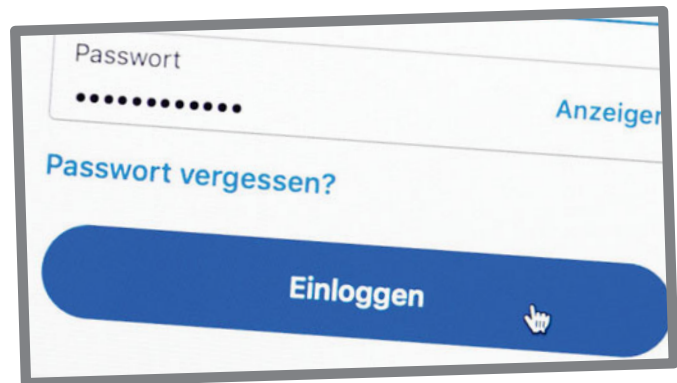 Passwort
••••••••••••
Anzeigen
Passwort vergessen?
Einloggen